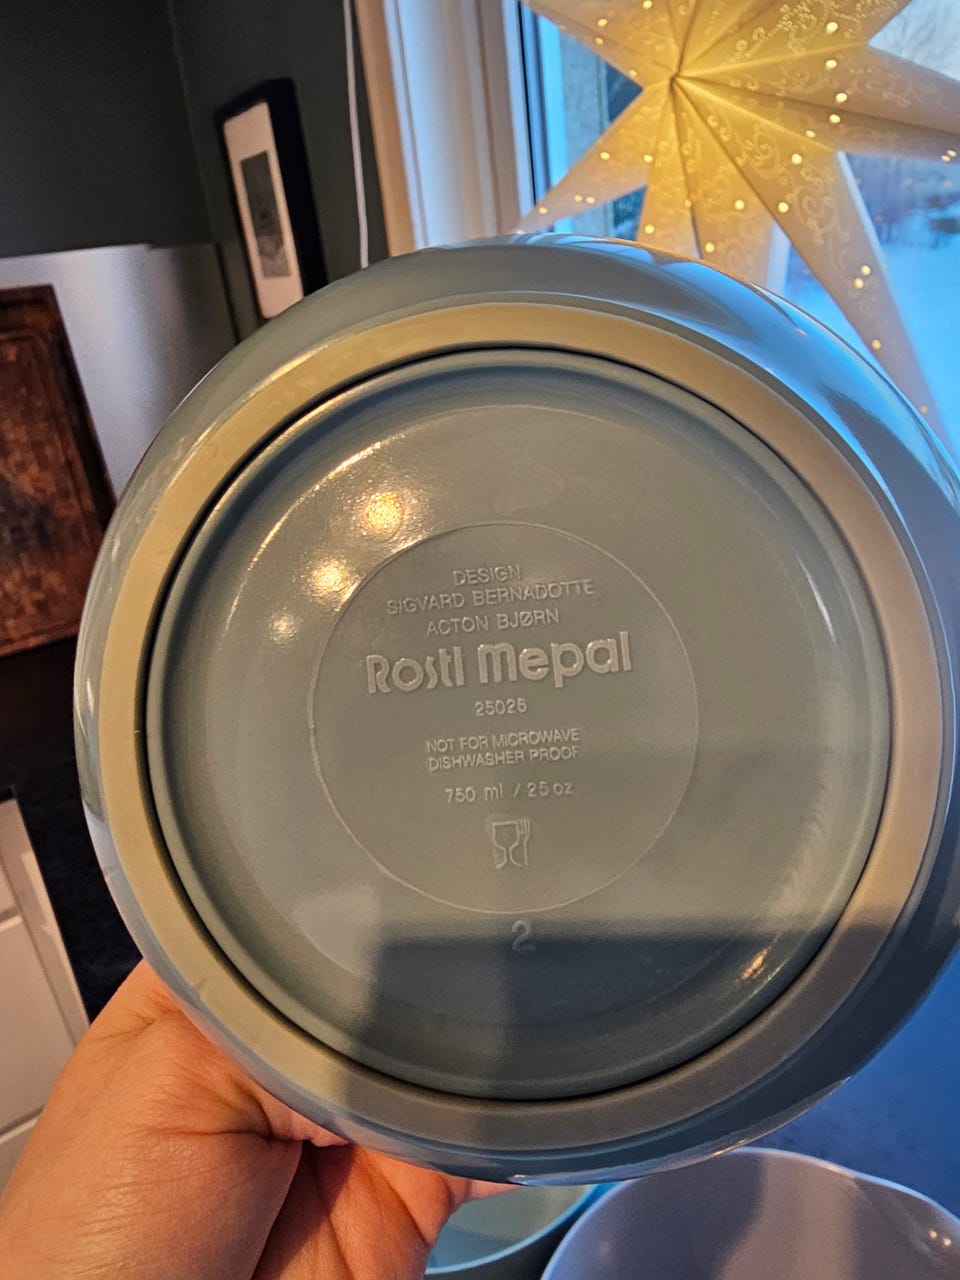 DESIGN
SIGVARD BERNADOTTE
ACTON BJØRN
Rosti Mepal
25026
NOT FOR MICROWAVE
DISHWASHER PROOF
750 ml / 25 oz
2